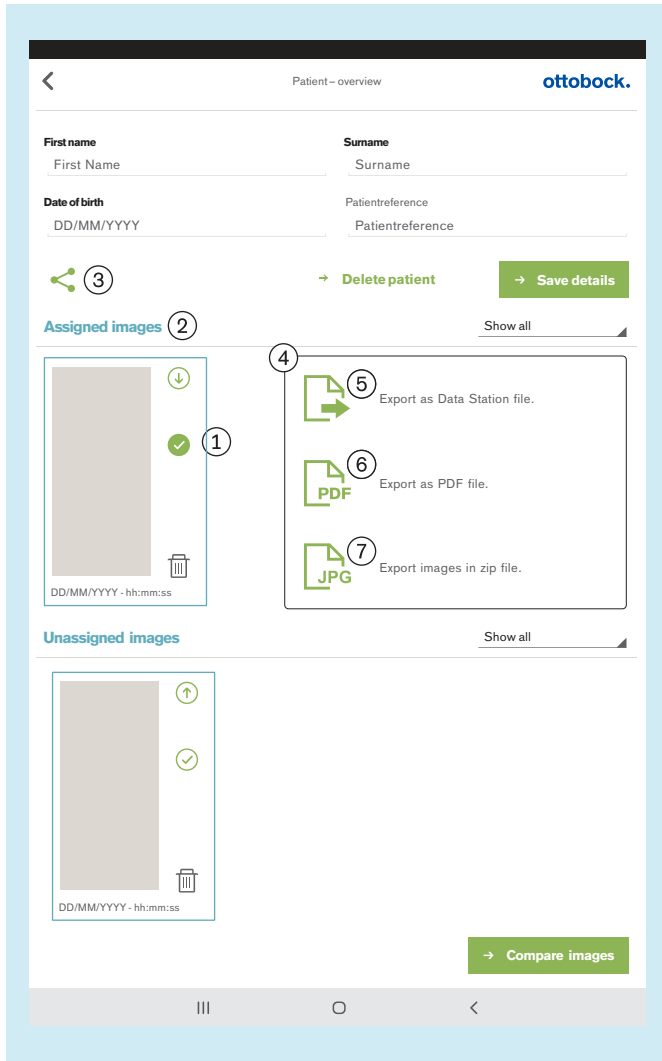 Patient – overview
ottobock.
First name
Surname
First Name
Surname
Date of birth
Patientreference
DD/MM/YYYY
Patientreference
3
→ Delete patient
→ Save details
Assigned images 2
Show all
4
5
Export as Data Station file.
1
6
PDF
Export as PDF file.
7
JPG
Export images in zip file.
DD/MM/YYYY - hh:mm:ss
Unassigned images
Show all
DD/MM/YYYY - hh:mm:ss
→ Compare images